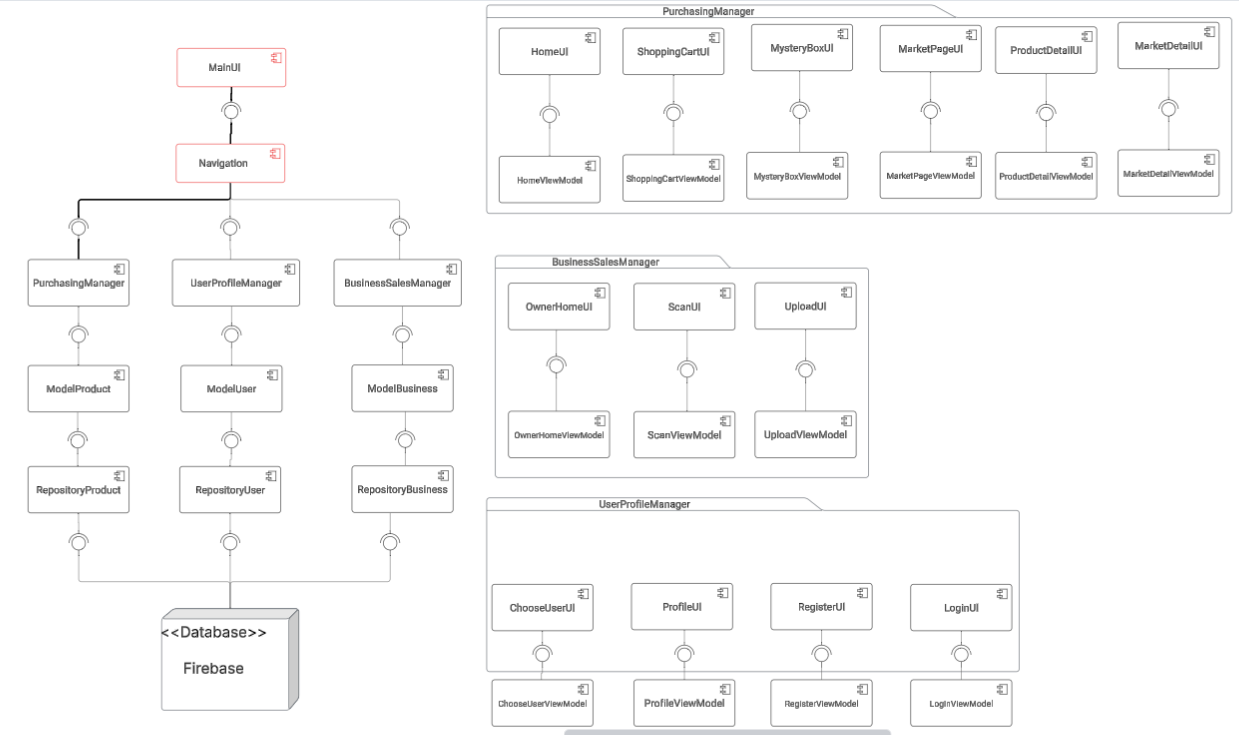 MainUI
Navigation
PurchasingManager
UserProfileManager
BusinessSalesManager
ModelProduct
ModelUser
ModelBusiness
RepositoryProduct
RepositoryUser
RepositoryBusiness
<<Database>>
Firebase
PurchasingManager
HomeUI
ShoppingCartUI
MysteryBoxUI
MarketPageUI
ProductDetailUI
MarketDetailUI
HomeViewModel
ShoppingCartViewModel
MysteryBoxViewModel
MarketPageViewModel
ProductDetailViewModel
MarketDetailViewModel
BusinessSalesManager
OwnerHomeUI
ScanUI
UploadUI
OwnerHomeViewModel
ScanViewModel
UploadViewModel
UserProfileManager
ChooseUserUI
ProfileUI
RegisterUI
LoginUI
ChooseUserViewModel
ProfileViewModel
RegisterViewModel
LoginViewModel